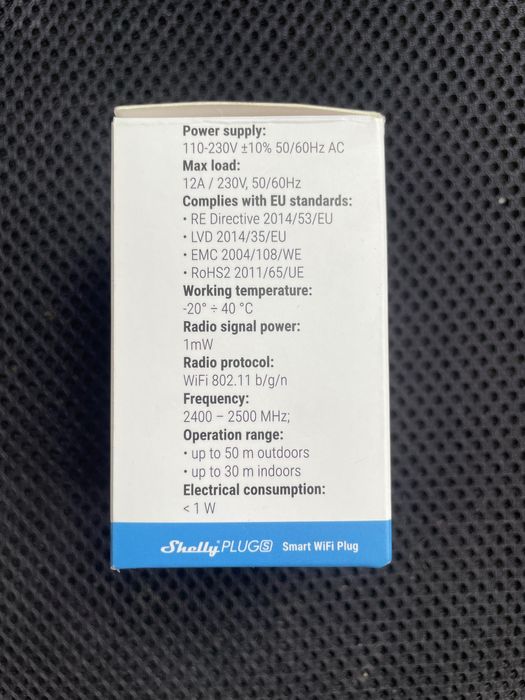 Power supply:
110-230V ±10% 50/60Hz AC
Max load:
12A / 230V, 50/60Hz
Complies with EU standards:
• RE Directive 2014/53/EU
• LVD 2014/35/EU
• EMC 2004/108/WE
• RoHS2 2011/65/UE
Working temperature:
-20° ÷ 40 °C
Radio signal power:
1mW
Radio protocol:
WiFi 802.11 b/g/n
Frequency:
2400 – 2500 MHz;
Operation range:
• up to 50 m outdoors
• up to 30 m indoors
Electrical consumption:
< 1 W
Shelly® PLUG S Smart WiFi Plug